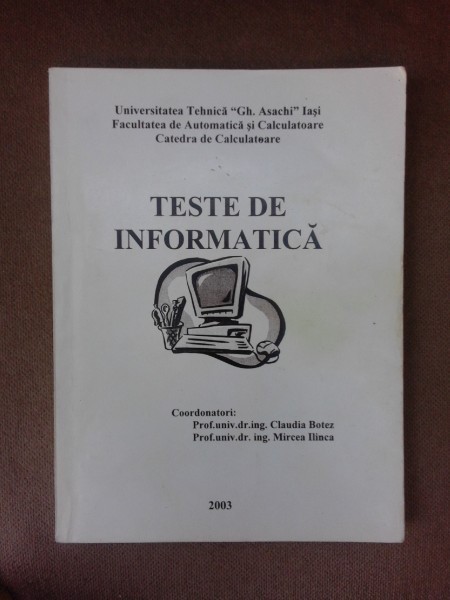 Universitatea Tehnică “Gh. Asachi” Iaşi
Facultatea de Automatică şi Calculatoare
Catedra de Calculatoare
TESTE DE
INFORMATICĂ
Coordonatori:
Prof.univ.dr.ing. Claudia Botez
Prof.univ.dr. ing. Mircea Ilinca
2003